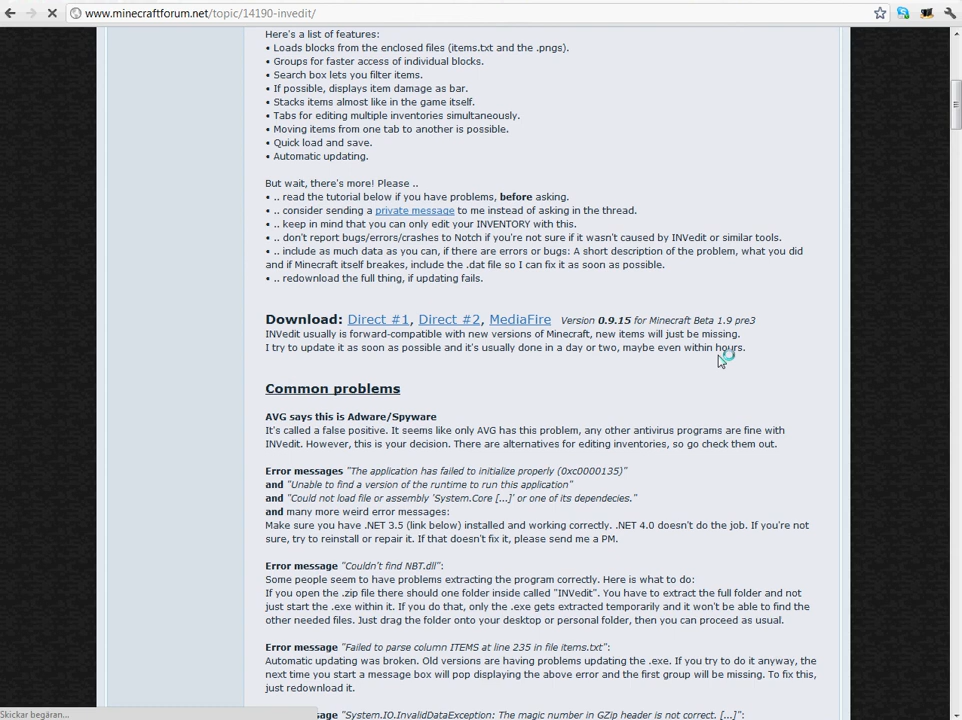 www.minecraftforum.net/topic/14190-invedit/
Here's a list of features:
• Loads blocks from the enclosed files (items.txt and the .pngs).
• Groups for faster access of individual blocks.
• Search box lets you filter items.
• If possible, displays item damage as bar.
• Stacks items almost like in the game itself.
• Tabs for editing multiple inventories simultaneously.
• Moving items from one tab to another is possible.
• Quick load and save.
• Automatic updating.
But wait, there's more! Please ..
• .. read the tutorial below if you have problems, before asking.
• .. consider sending a private message to me instead of asking in the thread.
• .. keep in mind that you can only edit your INVENTORY with this.
• .. don't report bugs/errors/crashes to Notch if you're not sure if it wasn't caused by INVedit or similar tools.
• .. include as much data as you can, if there are errors or bugs: A short description of the problem, what you did
and if Minecraft itself breakes, include the .dat file so I can fix it as soon as possible.
• .. redownload the full thing, if updating fails.
Download: Direct #1, Direct #2, MediaFire Version 0.9.15 for Minecraft Beta 1.9 pre3
INVedit usually is forward-compatible with new versions of Minecraft, new items will just be missing.
I try to update it as soon as possible and it's usually done in a day or two, maybe even within hours.
Common problems
AVG says this is Adware/Spyware
It's called a false positive. It seems like only AVG has this problem, any other antivirus programs are fine with
INVedit. However, this is your decision. There are alternatives for editing inventories, so go check them out.
Error messages "The application has failed to initialize properly (0xc0000135)"
and "Unable to find a version of the runtime to run this application"
and "Could not load file or assembly 'System.Core [...]' or one of its dependecies."
and many more weird error messages:
Make sure you have .NET 3.5 (link below) installed and working correctly. .NET 4.0 doesn't do the job. If you're not
sure, try to reinstall or repair it. If that doesn't fix it, please send me a PM.
Error message "Couldn't find NBT.dll":
Some people seem to have problems extracting the program correctly. Here is what to do:
If you open the .zip file there should one folder inside called "INVedit". You have to extract the full folder and not
just start the .exe within it. If you do that, only the .exe gets extracted temporarily and it won't be able to find the
other needed files. Just drag the folder onto your desktop or personal folder, then you can proceed as usual.
Error message "Failed to parse column ITEMS at line 235 in file items.txt":
Automatic updating was broken. Old versions are having problems updating the .exe. If you try to do it anyway, the
next time you start a message box will pop displaying the above error and the first group will be missing. To fix this,
just redownload it.
sage "System.IO.InvalidDataException: The magic number in GZip header is not correct. [...]":
Skickar begäran...